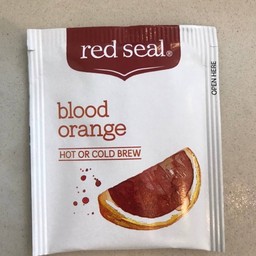 red seal®
OPEN HERE
blood
orange
HOT OR COLD BREW